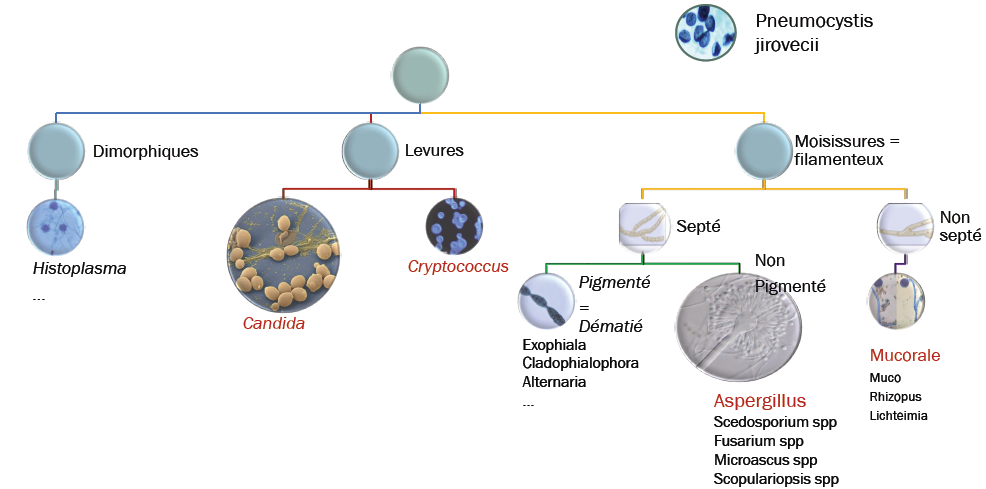 Pneumocystis
jirovecii
Dimorphiques
Levures
Moisissures =
filamenteux
Histoplasma
...
Candida
Cryptococcus
Septé
Non
septé
Pigmenté
=
Dématié
Exophiala
Cladophialophora
Alternaria
...
Non
Pigmenté
Aspergillus
Scedosporium spp
Fusarium spp
Microascus spp
Scopulariopsis spp
Mucorale
Muco
Rhizopus
Lichteimia